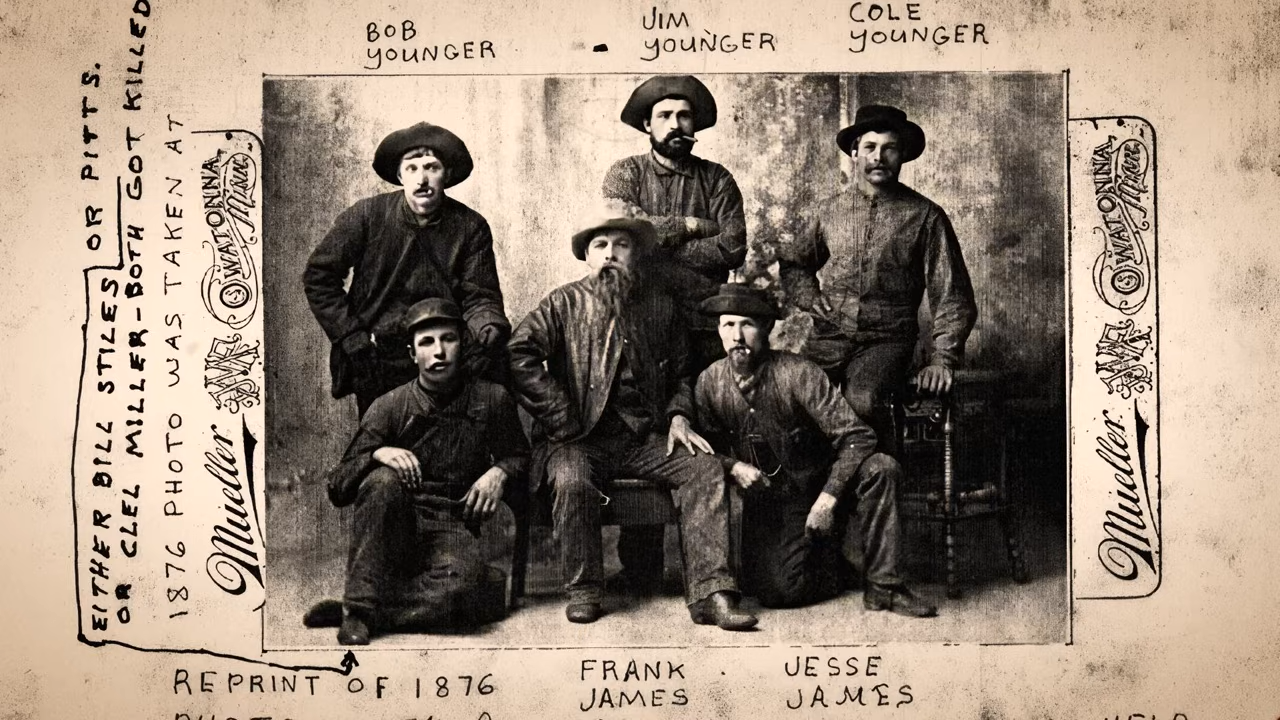 BOB
YOUNGER
JIM
YOUNGER
COLE
YOUNGER
EITHER BILL STILES OR PITTS.
OR CLEL MILLER-BOTH GOT KILLED
1876 PHOTO WAS TAKEN AT
Mueller
OWATONNA
Minn.
Mueller.
OWATONNA
Minn.
REPRINT OF 1876
FRANK
JAMES
JESSE
JAMES